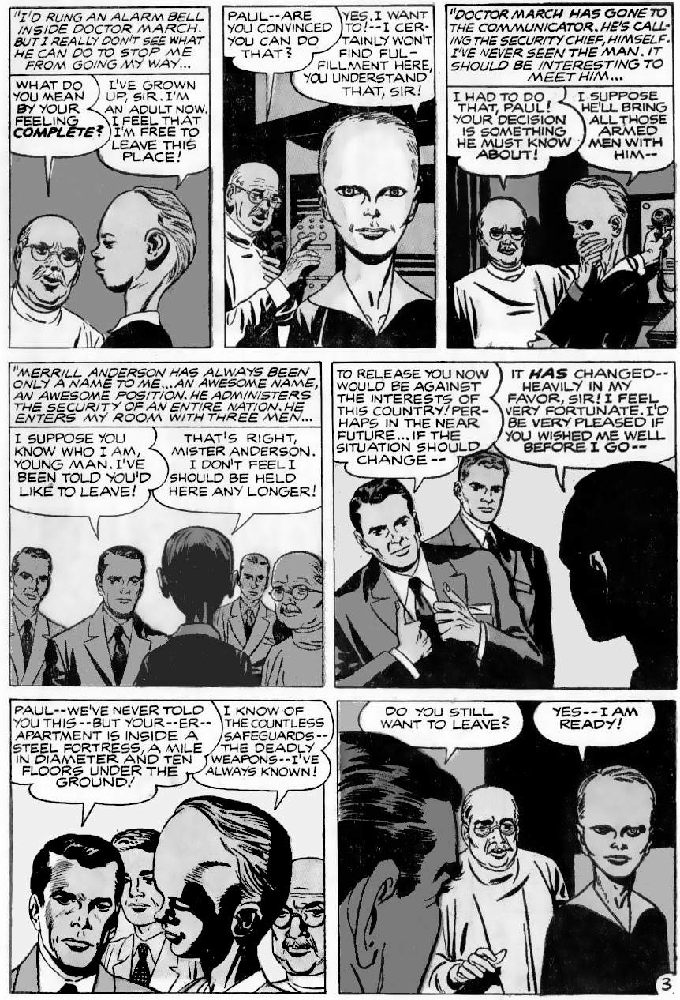 "I'D RUNG AN ALARM BELL
INSIDE DOCTOR MARCH.
BUT I REALLY DON'T SEE WHAT
HE CAN DO TO STOP ME
FROM GOING MY WAY...
WHAT DO
YOU MEAN
BY YOUR
FEELING
COMPLETE?
I'VE GROWN
UP, SIR. I'M
AN ADULT NOW.
I FEEL THAT
I'M FREE TO
LEAVE THIS
PLACE!
PAUL--ARE
YOU CONVINCED
YOU CAN DO
THAT?
YES. I WANT
TO!--I CER-
TAINLY WON'T
FIND FUL-
FILLMENT HERE,
YOU UNDERSTAND
THAT, SIR!
"DOCTOR MARCH HAS GONE TO
THE COMMUNICATOR. HE'S CALL-
ING THE SECURITY CHIEF, HIMSELF.
I'VE NEVER SEEN THE MAN. IT
SHOULD BE INTERESTING TO
MEET HIM...
I HAD TO DO
THAT, PAUL!
YOUR DECISION
IS SOMETHING
HE MUST KNOW
ABOUT!
I SUPPOSE
HE'LL BRING
ALL THOSE
ARMED
MEN WITH
HIM--
"MERRILL ANDERSON HAS ALWAYS BEEN
ONLY A NAME TO ME...AN AWESOME NAME,
AN AWESOME POSITION. HE ADMINISTERS
THE SECURITY OF AN ENTIRE NATION. HE
ENTERS MY ROOM WITH THREE MEN...
I SUPPOSE YOU
KNOW WHO I AM,
YOUNG MAN. I'VE
BEEN TOLD YOU'D
LIKE TO LEAVE!
THAT'S RIGHT,
MISTER ANDERSON.
I DON'T FEEL I
SHOULD BE HELD
HERE ANY LONGER!
TO RELEASE YOU NOW
WOULD BE AGAINST
THE INTERESTS OF
THIS COUNTRY! PER-
HAPS IN THE NEAR
FUTURE... IF THE
SITUATION SHOULD
CHANGE--
IT HAS CHANGED--
HEAVILY IN MY
FAVOR, SIR! I FEEL
VERY FORTUNATE. I'D
BE VERY PLEASED IF
YOU WISHED ME WELL
BEFORE I GO--
PAUL--WE'VE NEVER TOLD
YOU THIS--BUT YOUR--ER--
APARTMENT IS INSIDE A
STEEL FORTRESS, A MILE
IN DIAMETER AND TEN
FLOORS UNDER THE
GROUND!
I KNOW OF
THE COUNTLESS
SAFEGUARDS--
THE DEADLY
WEAPONS--I'VE
ALWAYS KNOWN!
DO YOU STILL
WANT TO LEAVE?
YES--I AM
READY!
3